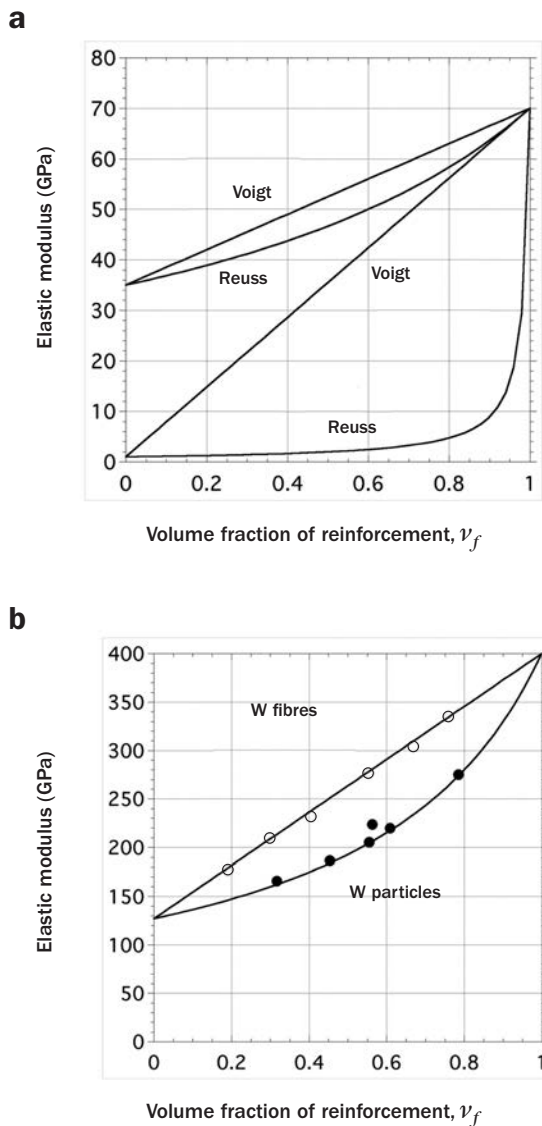 a
80
70
60
50
40
30
20
10
0
Elastic modulus (GPa)
Voigt
Reuss
Voigt
Reuss
0 0.2 0.4 0.6 0.8 1
Volume fraction of reinforcement, νf
b
400
350
300
250
200
150
100
50
0
Elastic modulus (GPa)
W fibres
W particles
0 0.2 0.4 0.6 0.8 1
Volume fraction of reinforcement, νf